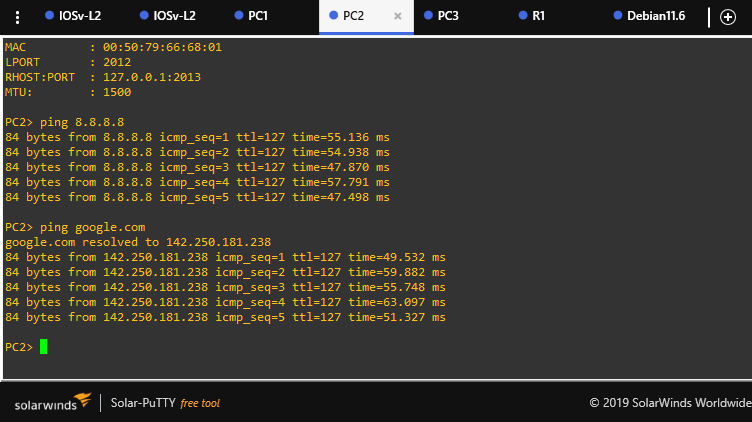 IOSv-L2 IOSv-L2 PC1 PC2 × PC3 R1 Debian11.6
MAC : 00:50:79:66:68:01
LPORT : 2012
RHOST:PORT : 127.0.0.1:2013
MTU: : 1500
PC2> ping 8.8.8.8
84 bytes from 8.8.8.8 icmp_seq=1 ttl=127 time=55.136 ms
84 bytes from 8.8.8.8 icmp_seq=2 ttl=127 time=54.938 ms
84 bytes from 8.8.8.8 icmp_seq=3 ttl=127 time=47.870 ms
84 bytes from 8.8.8.8 icmp_seq=4 ttl=127 time=57.791 ms
84 bytes from 8.8.8.8 icmp_seq=5 ttl=127 time=47.498 ms
PC2> ping google.com
google.com resolved to 142.250.181.238
84 bytes from 142.250.181.238 icmp_seq=1 ttl=127 time=49.532 ms
84 bytes from 142.250.181.238 icmp_seq=2 ttl=127 time=59.882 ms
84 bytes from 142.250.181.238 icmp_seq=3 ttl=127 time=55.748 ms
84 bytes from 142.250.181.238 icmp_seq=4 ttl=127 time=63.097 ms
84 bytes from 142.250.181.238 icmp_seq=5 ttl=127 time=51.327 ms
PC2>
solarwinds Solar-PuTTY free tool © 2019 SolarWinds Worldwide